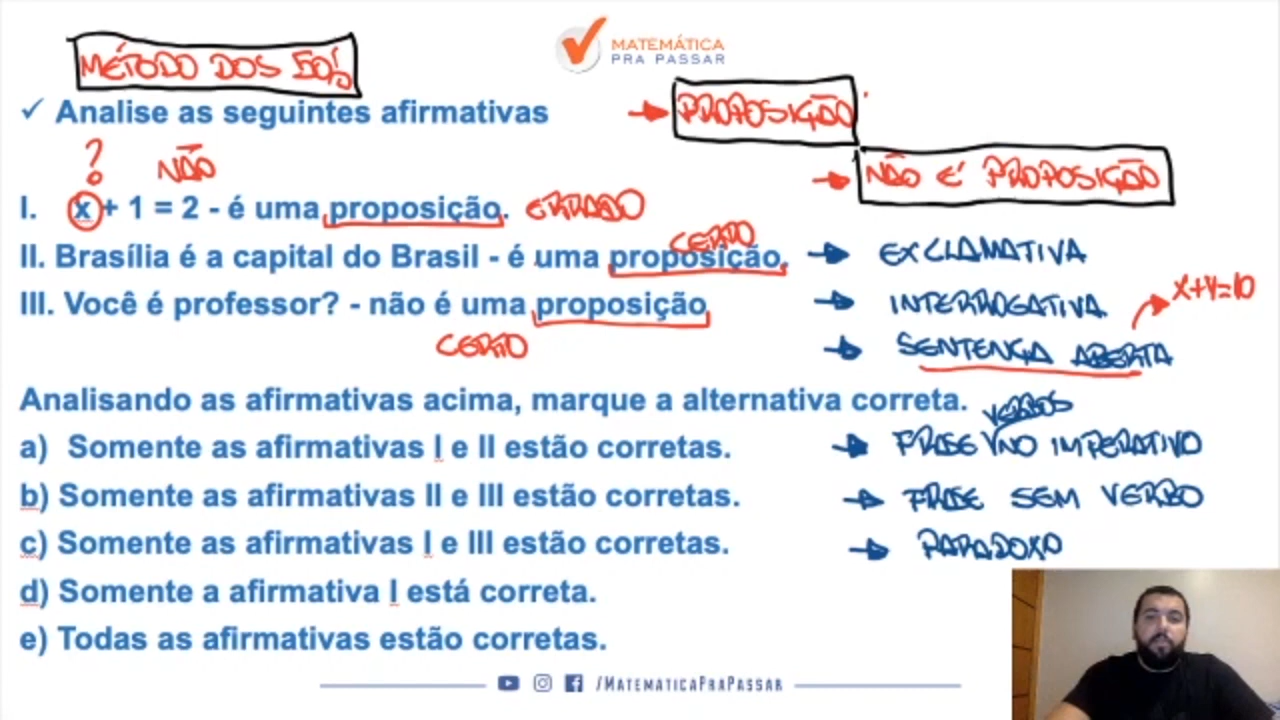 MÉTODO DOS 50%
MATEMÁTICA
PRA PASSAR
✓ Analise as seguintes afirmativas
→ PROPOSIÇÃO
? NÃO
→ NÃO É PROPOSIÇÃO
I. x + 1 = 2 - é uma proposição. ERRADO
CERTO
II. Brasília é a capital do Brasil - é uma proposição.
→ EXCLAMATIVA
III. Você é professor? - não é uma proposição
→ INTERROGATIVA
X+Y=10
CERTO
→ SENTENÇA ABERTA
Analisando as afirmativas acima, marque a alternativa correta.
VERBOS
a) Somente as afirmativas I e II estão corretas.
→ FRASE NO IMPERATIVO
b) Somente as afirmativas II e III estão corretas.
→ FRASE SEM VERBO
c) Somente as afirmativas I e III estão corretas.
→ PARADOXO
d) Somente a afirmativa I está correta.
e) Todas as afirmativas estão corretas.
/MATEMATICAPRAPASSAR